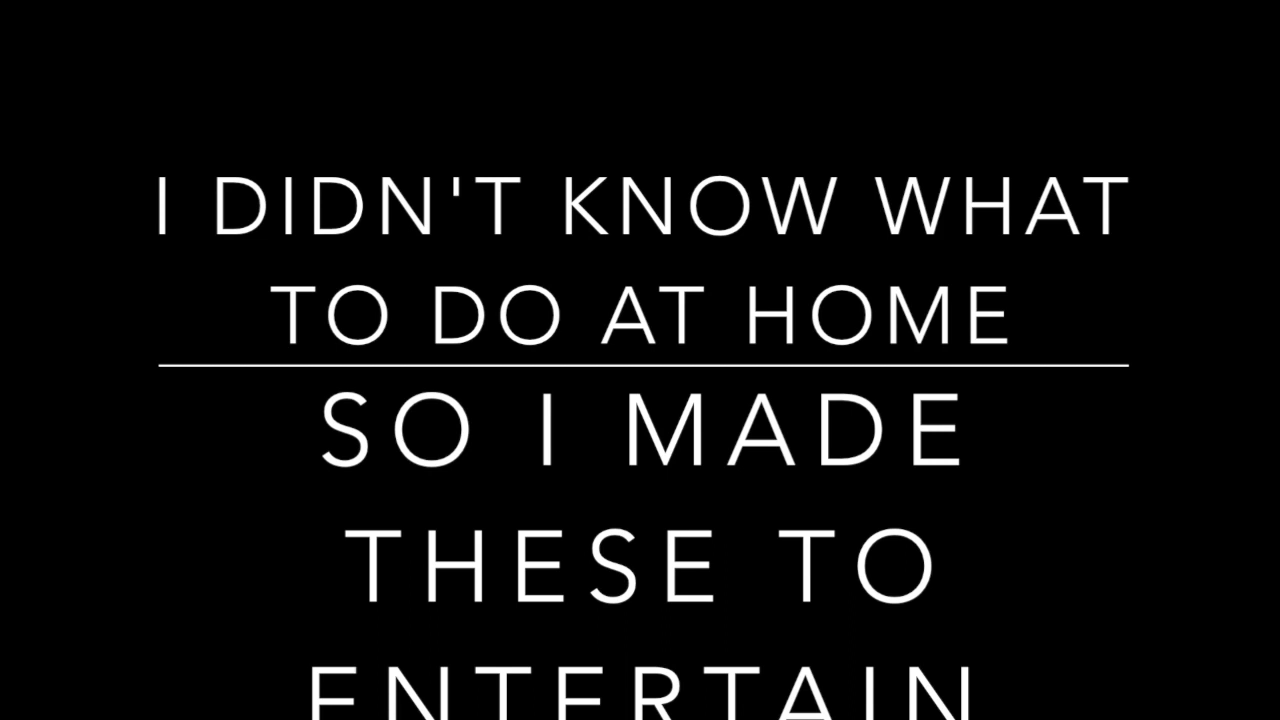 I DIDN'T KNOW WHAT
TO DO AT HOME
SO I MADE
THESE TO
ENTERTAIN